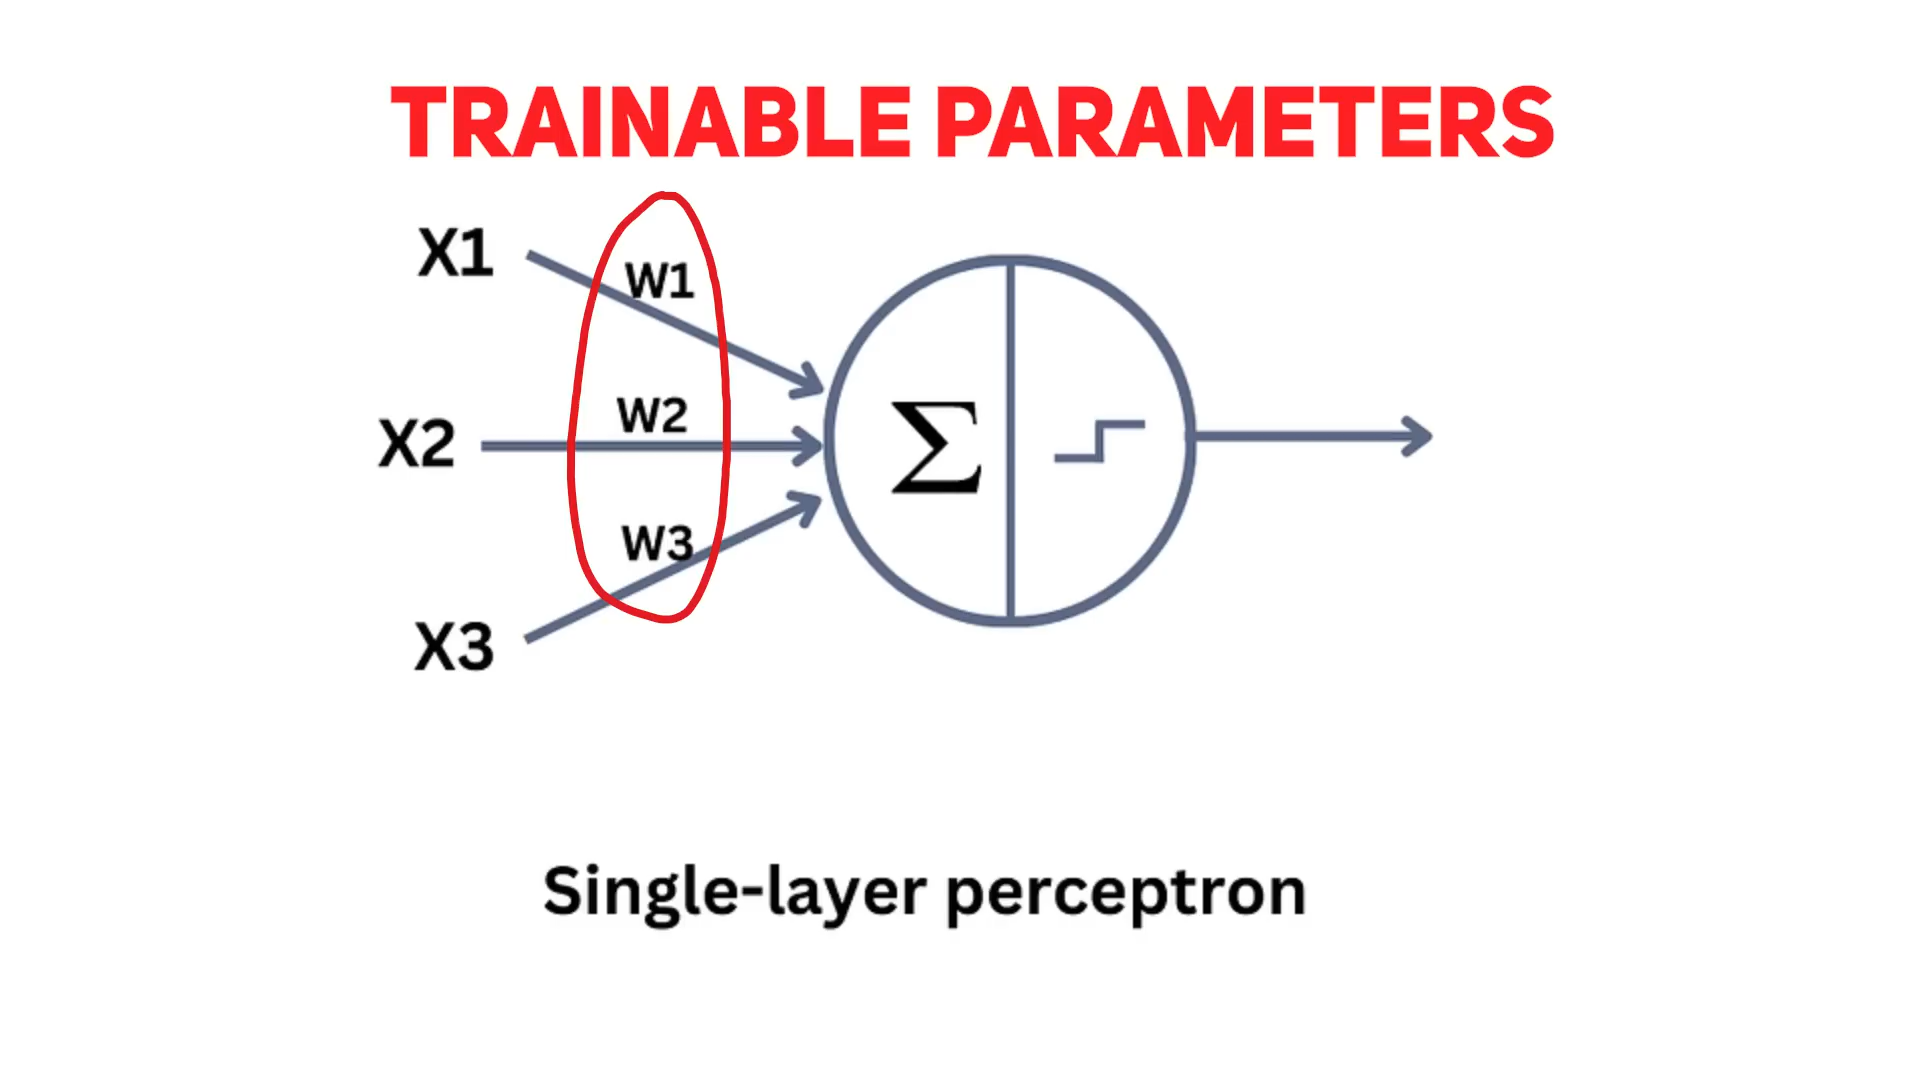 TRAINABLE PARAMETERS
X1
W1
X2
W2
W3
X3
Σ
Single-layer perceptron